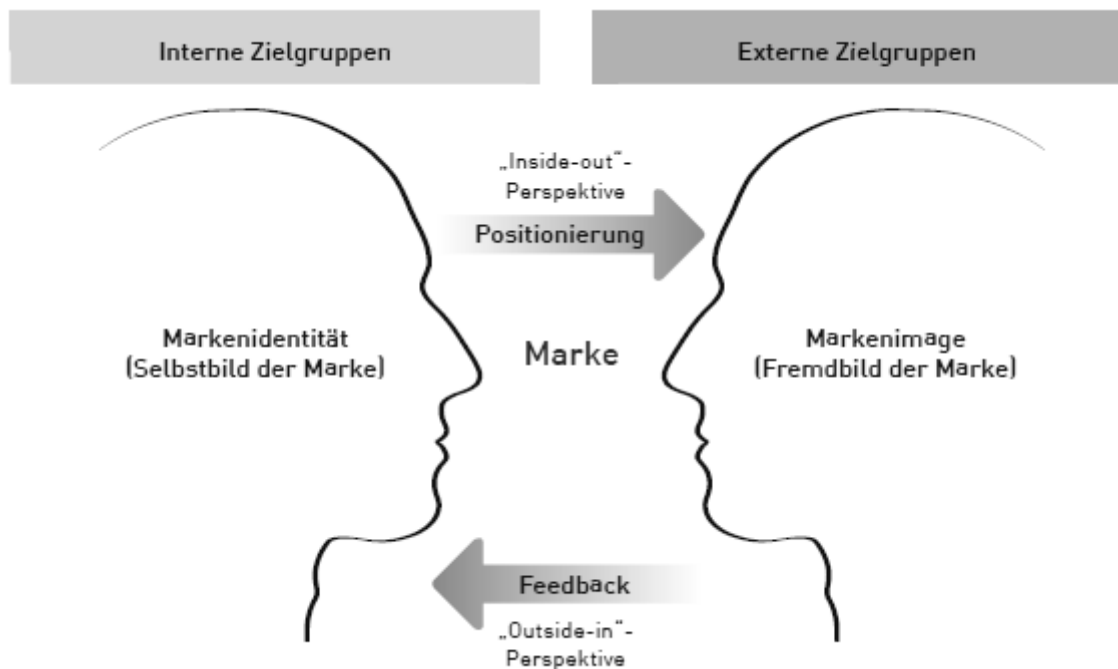 Interne Zielgruppen
Externe Zielgruppen
„Inside-out“-
Perspektive
Positionierung
Markenidentität
(Selbstbild der Marke)
Marke
Markenimage
(Fremdbild der Marke)
Feedback
„Outside-in“-
Perspektive